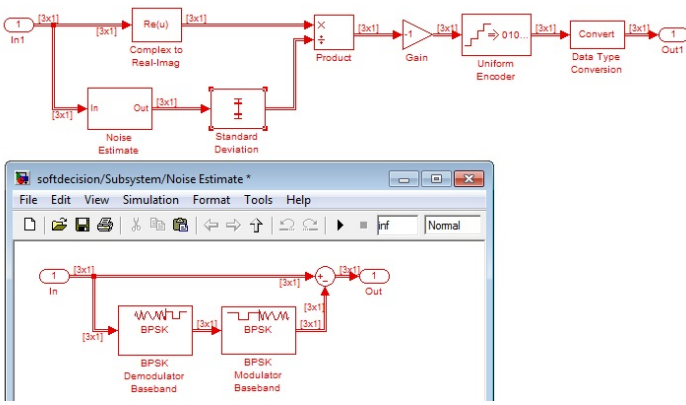 [3x1]
1
In1
[3x1]
Re(u)
Complex to
Real-Imag
[3x1]
×
÷
Product
[3x1]
-1
Gain
[3x1]
010...
Uniform
Encoder
[3x1]
Convert
Data Type
Conversion
[3x1]
1
Out1
[3x1]
In
Out
Noise
Estimate
[3x1]
Standard
Deviation
[3x1]
softdecision/Subsystem/Noise Estimate *
File Edit View Simulation Format Tools Help
inf
Normal
1
In
[3x1]
[3x1]
BPSK
BPSK
Demodulator
Baseband
[3x1]
BPSK
BPSK
Modulator
Baseband
[3x1]
[3x1]
+
-
[3x1]
1
Out